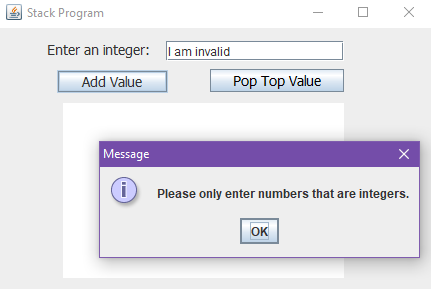 Stack Program
Enter an integer: I am invalid
Add Value Pop Top Value
Message
Please only enter numbers that are integers.
OK